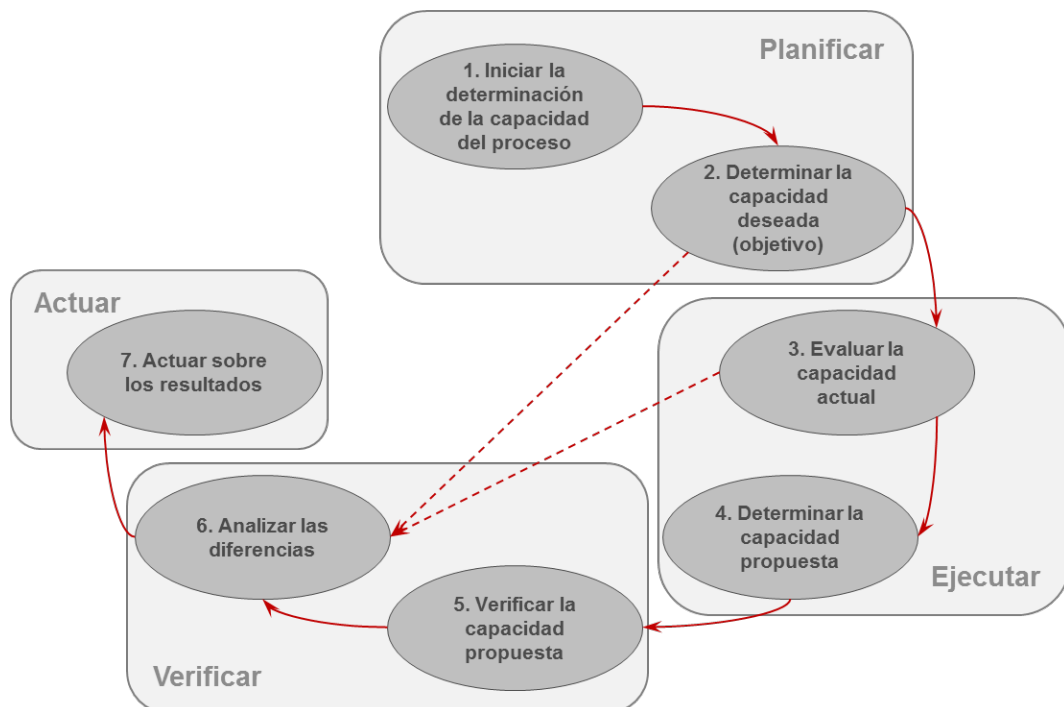 Planificar
1. Iniciar la
determinación
de la capacidad
del proceso
2. Determinar la
capacidad
deseada
(objetivo)
Actuar
7. Actuar sobre
los resultados
3. Evaluar la
capacidad
actual
4. Determinar la
capacidad
propuesta
Ejecutar
6. Analizar las
diferencias
5. Verificar la
capacidad
propuesta
Verificar